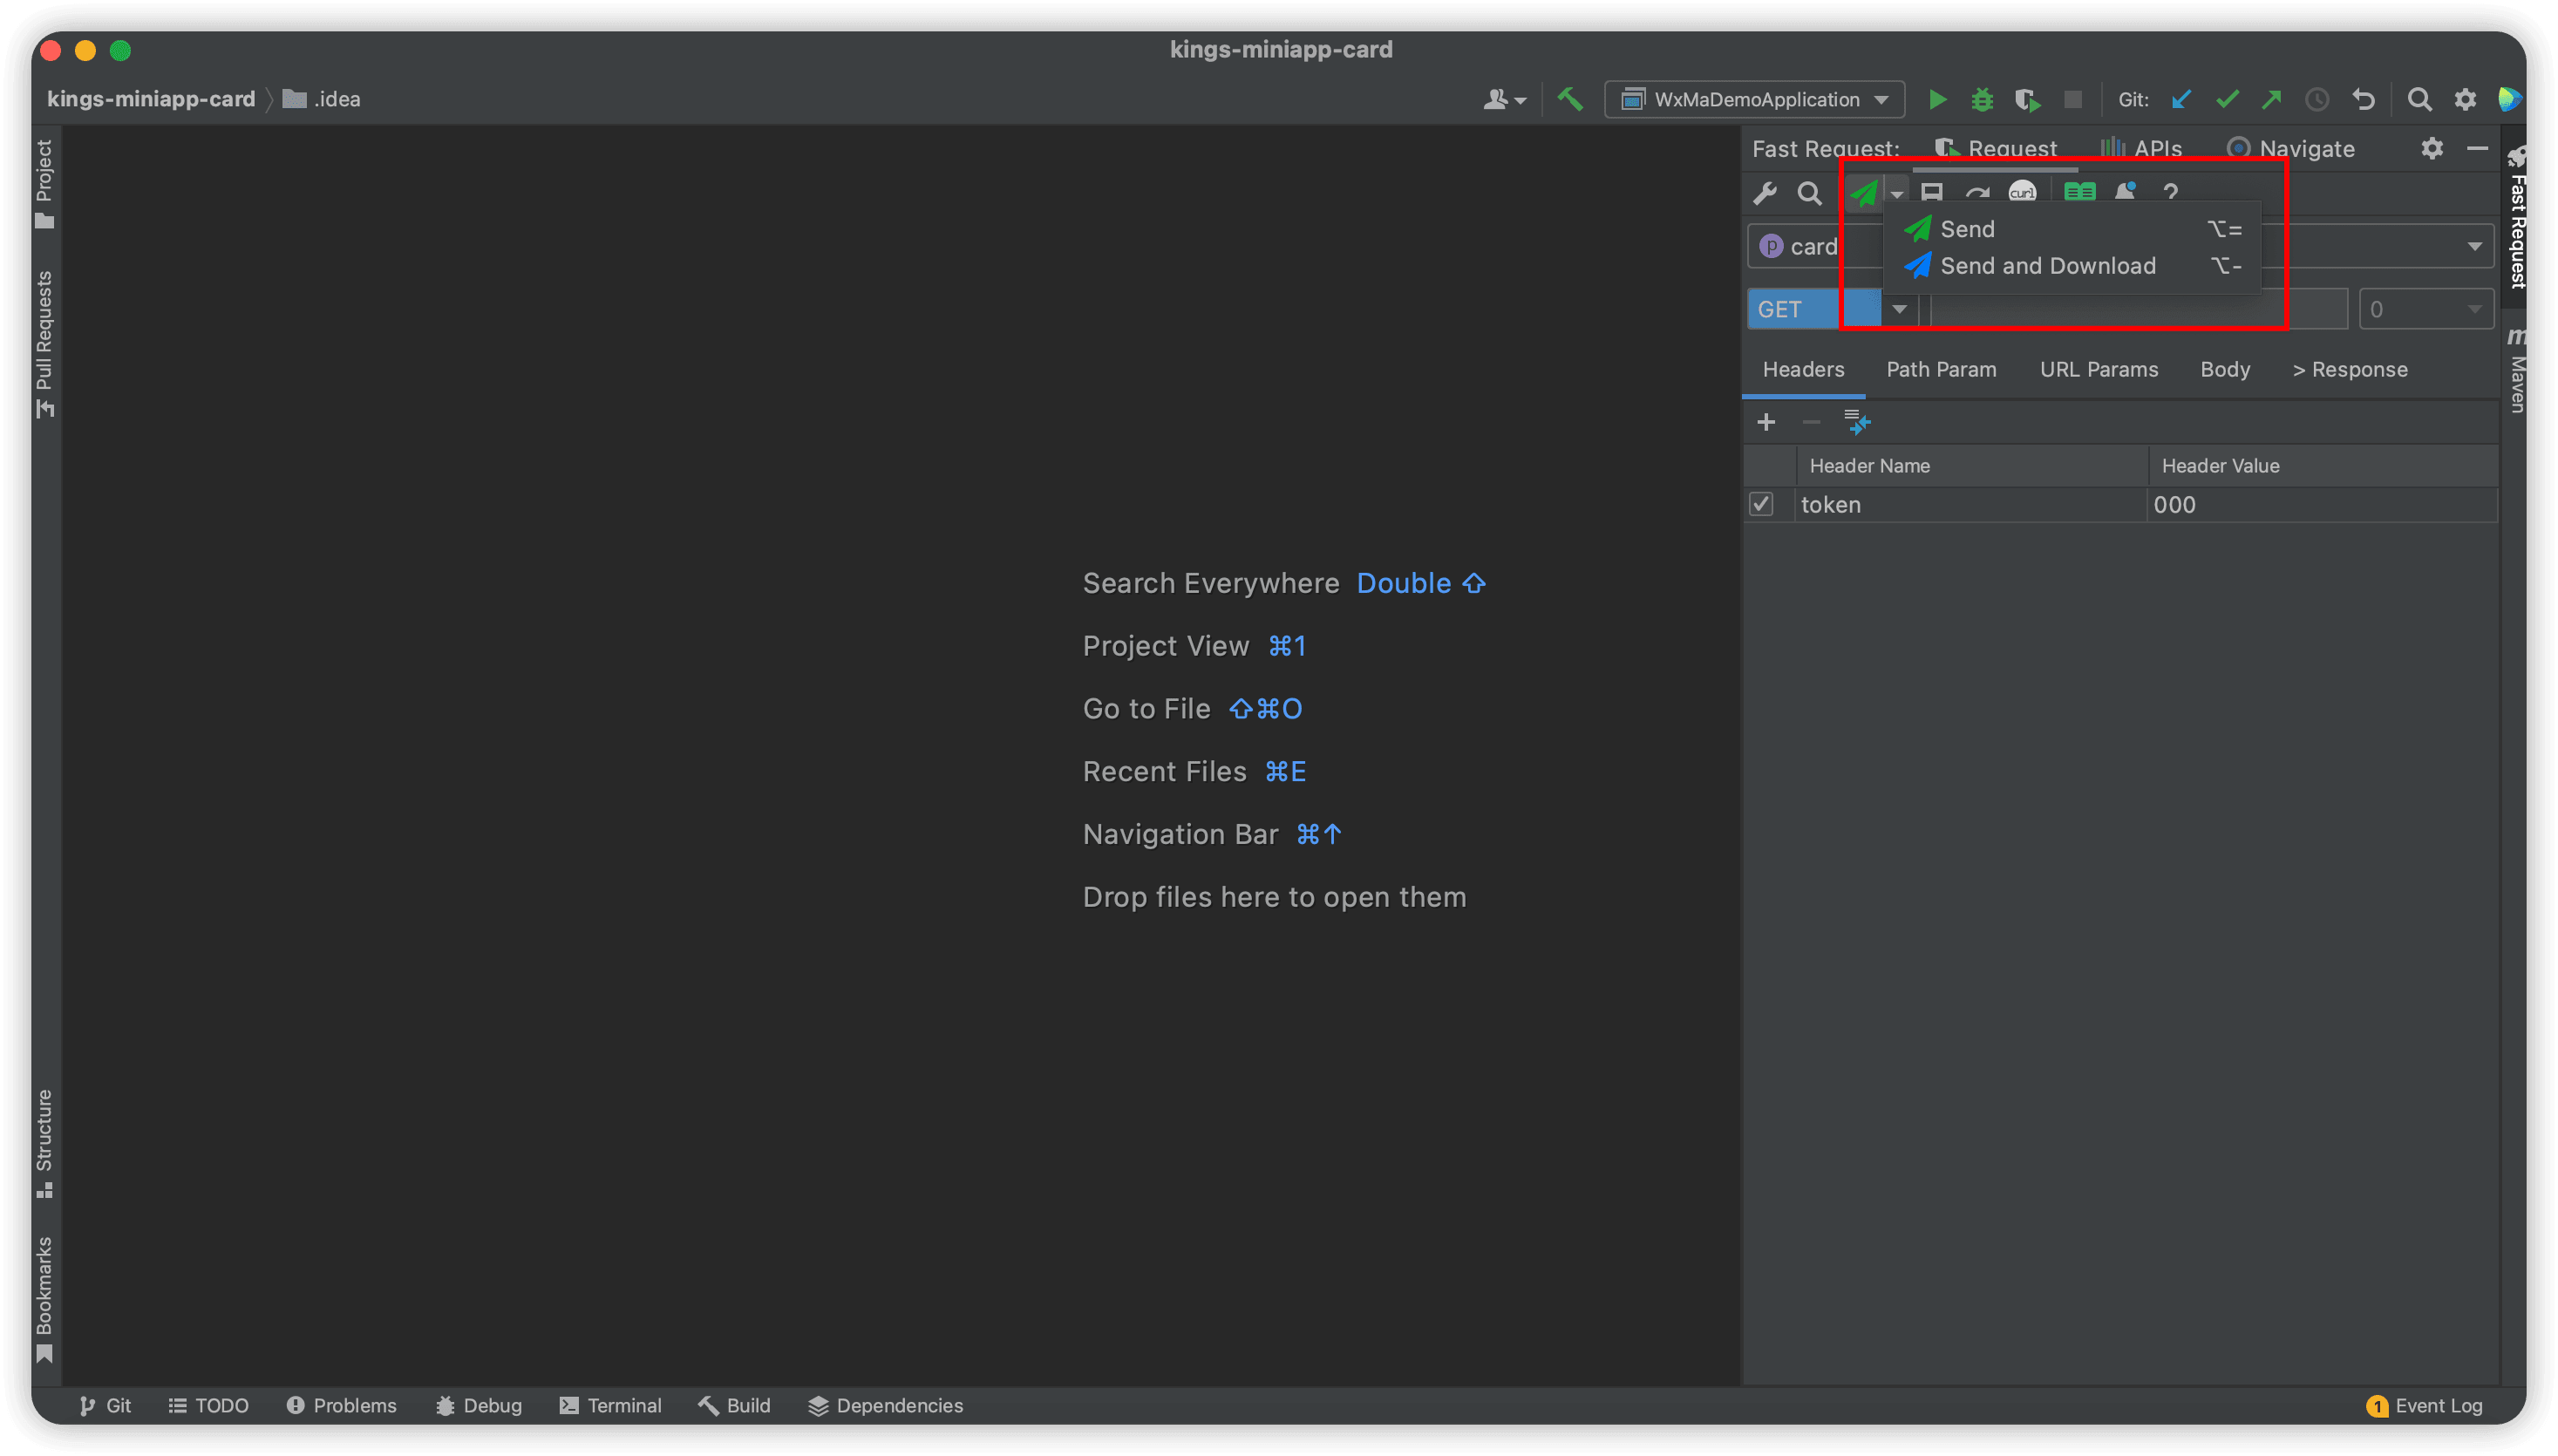 kings-miniapp-card
kings-miniapp-card .idea
WxMaDemoApplication
Git:
Project
Pull Requests
Structure
Bookmarks
Fast Request: Request APIs Navigate
curl ?
Send ⌥=
Send and Download ⌥-
p card
GET
0
Headers Path Param URL Params Body > Response
Header Name Header Value
token 000
Search Everywhere Double ⇧
Project View ⌘1
Go to File ⇧⌘O
Recent Files ⌘E
Navigation Bar ⌘↑
Drop files here to open them
Fast Request
m Maven
Git TODO Problems Debug Terminal Build Dependencies
1 Event Log